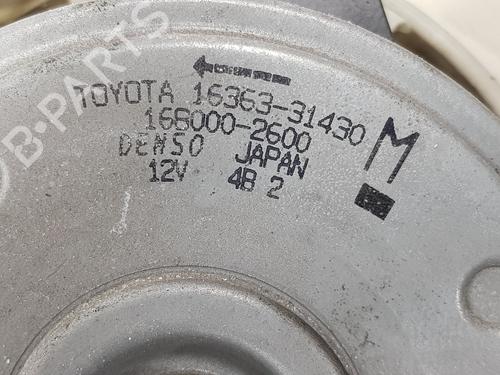 B-PARTS
TOYOTA 16363-31430
168000-2600
DENSO JAPAN
12V 4B 2
M